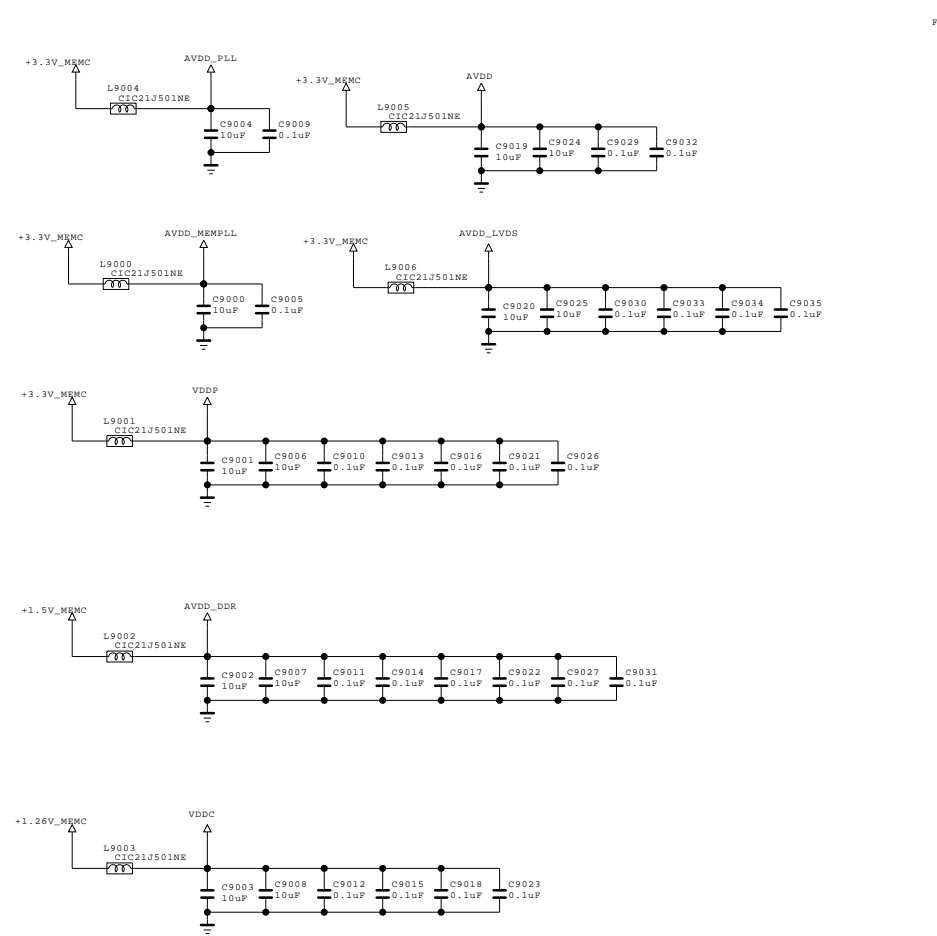 F
+3.3V_MEMC
AVDD_PLL
L9004
CIC21J501NE
C9004
10uF
C9009
0.1uF
+3.3V_MEMC
AVDD
L9005
CIC21J501NE
C9019
10uF
C9024
10uF
C9029
0.1uF
C9032
0.1uF
+3.3V_MEMC
AVDD_MEMPLL
L9000
CIC21J501NE
C9000
10uF
C9005
0.1uF
+3.3V_MEMC
AVDD_LVDS
L9006
CIC21J501NE
C9020
10uF
C9025
10uF
C9030
0.1uF
C9033
0.1uF
C9034
0.1uF
C9035
0.1uF
+3.3V_MEMC
VDDP
L9001
CIC21J501NE
C9001
10uF
C9006
10uF
C9010
0.1uF
C9013
0.1uF
C9016
0.1uF
C9021
0.1uF
C9026
0.1uF
+1.5V_MEMC
AVDD_DDR
L9002
CIC21J501NE
C9002
10uF
C9007
10uF
C9011
0.1uF
C9014
0.1uF
C9017
0.1uF
C9022
0.1uF
C9027
0.1uF
C9031
0.1uF
+1.26V_MEMC
VDDC
L9003
CIC21J501NE
C9003
10uF
C9008
10uF
C9012
0.1uF
C9015
0.1uF
C9018
0.1uF
C9023
0.1uF